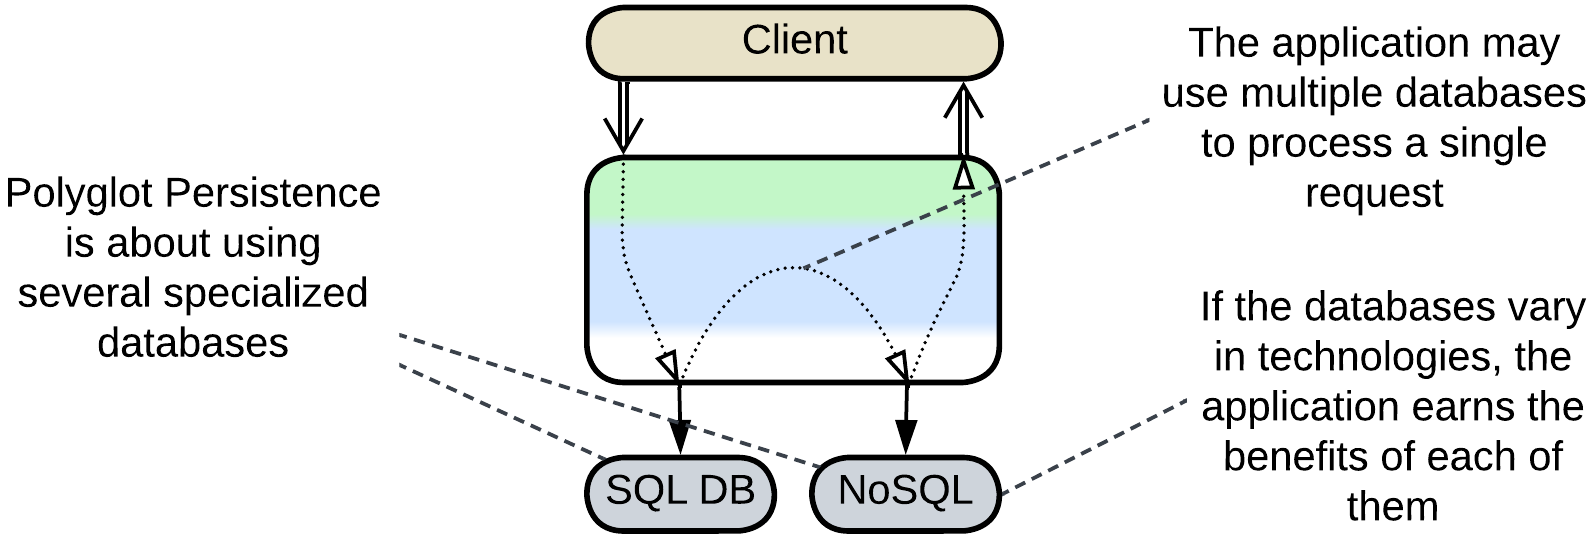 Client
The application may
use multiple databases
to process a single
request
Polyglot Persistence
is about using
several specialized
databases
If the databases vary
in technologies, the
application earns the
benefits of each of
them
SQL DB
NoSQL